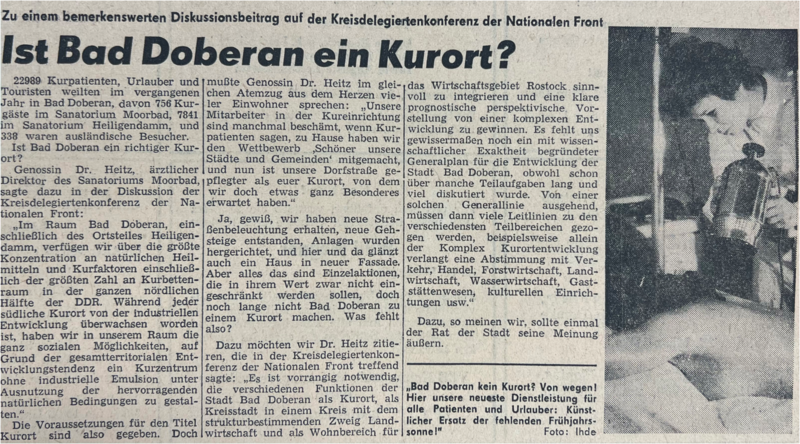 Zu einem bemerkenswerten Diskussionsbeitrag auf der Kreisdelegiertenkonferenz der Nationalen Front
Ist Bad Doberan ein Kurort?
22989 Kurpatienten, Urlauber und
Touristen weilten im vergangenen
Jahr in Bad Doberan, davon 756 Kur-
gäste im Sanatorium Moorbad, 7841
im Sanatorium Heiligendamm, und
338 waren ausländische Besucher.
Ist Bad Doberan ein richtiger Kur-
ort?
Genossin Dr. Heitz, ärztlicher
Direktor des Sanatoriums Moorbad,
sagte dazu in der Diskussion der
Kreisdelegiertenkonferenz der Na-
tionalen Front:
„Im Raum Bad Doberan, ein-
schließlich des Ortsteiles Heiligen-
damm, verfügen wir über die größte
Konzentration an natürlichen Heil-
mitteln und Kurfaktoren einschließ-
lich der größten Zahl an Kurbetten-
raum in der ganzen nördlichen
Hälfte der DDR. Während jeder
südliche Kurort von der industriellen
Entwicklung überwachsen worden
ist, haben wir in unserem Raum die
ganz sozialen Möglichkeiten, auf
Grund der gesamtterritorialen Ent-
wicklungstendenz ein Kurzentrum
ohne industrielle Emulsion unter
Ausnutzung der hervorragenden
natürlichen Bedingungen zu gestal-
ten."
Die Voraussetzungen für den Titel
Kurort sind also gegeben. Doch
mußte Genossin Dr. Heitz im glei-
chen Atemzug aus dem Herzen vie-
ler Einwohner sprechen: „Unsere
Mitarbeiter in der Kureinrichtung
sind manchmal beschämt, wenn Kur-
patienten sagen, zu Hause haben wir
den Wettbewerb ‚Schöner unsere
Städte und Gemeinden' mitgemacht,
und nun ist unsere Dorfstraße ge-
pflegter als euer Kurort, von dem
wir doch etwas ganz Besonderes
erwartet haben."
Ja, gewiß, wir haben neue Stra-
ßenbeleuchtung erhalten, neue Geh-
steige entstanden, Anlagen wurden
hergerichtet, und hier und da glänzt
auch ein Haus in neuer Fassade.
Aber alles das sind Einzelaktionen,
die in ihrem Wert zwar nicht ein-
geschränkt werden sollen, doch
noch lange nicht Bad Doberan zu
einem Kurort machen. Was fehlt
also?
Dazu möchten wir Dr. Heitz zitie-
ren, die in der Kreisdelegiertenkon-
ferenz der Nationalen Front treffend
sagte: „Es ist vorrangig notwendig,
die verschiedenen Funktionen der
Stadt Bad Doberan als Kurort, als
Kreisstadt in einem Kreis mit dem
strukturbestimmenden Zweig Land-
wirtschaft und als Wohnbereich für
das Wirtschaftsgebiet Rostock sinn-
voll zu integrieren und eine klare
prognostische perspektivische Vor-
stellung von einer komplexen Ent-
wicklung zu gewinnen. Es fehlt uns
gewissermaßen noch ein mit wissen-
schaftlicher Exaktheit begründeter
Generalplan für die Entwicklung der
Stadt Bad Doberan, obwohl schon
über manche Teilaufgaben lang und
viel diskutiert wurde. Von einer
solchen Generallinie ausgehend,
müssen dann viele Leitlinien zu den
verschiedensten Teilbereichen gezo-
gen werden, beispielsweise allein
der Komplex Kurortentwicklung
verlangt eine Abstimmung mit Ver-
kehr, Handel, Forstwirtschaft, Land-
wirtschaft, Wasserwirtschaft, Gast-
stättenwesen, kulturellen Einrich-
tungen usw."
Dazu, so meinen wir, sollte einmal
der Rat der Stadt seine Meinung
äußern.
„Bad Doberan kein Kurort? Von wegen!
Hier unsere neueste Dienstleistung für
alle Patienten und Urlauber: Künst-
licher Ersatz der fehlenden Frühjahrs-
sonne!" Foto: Ihde